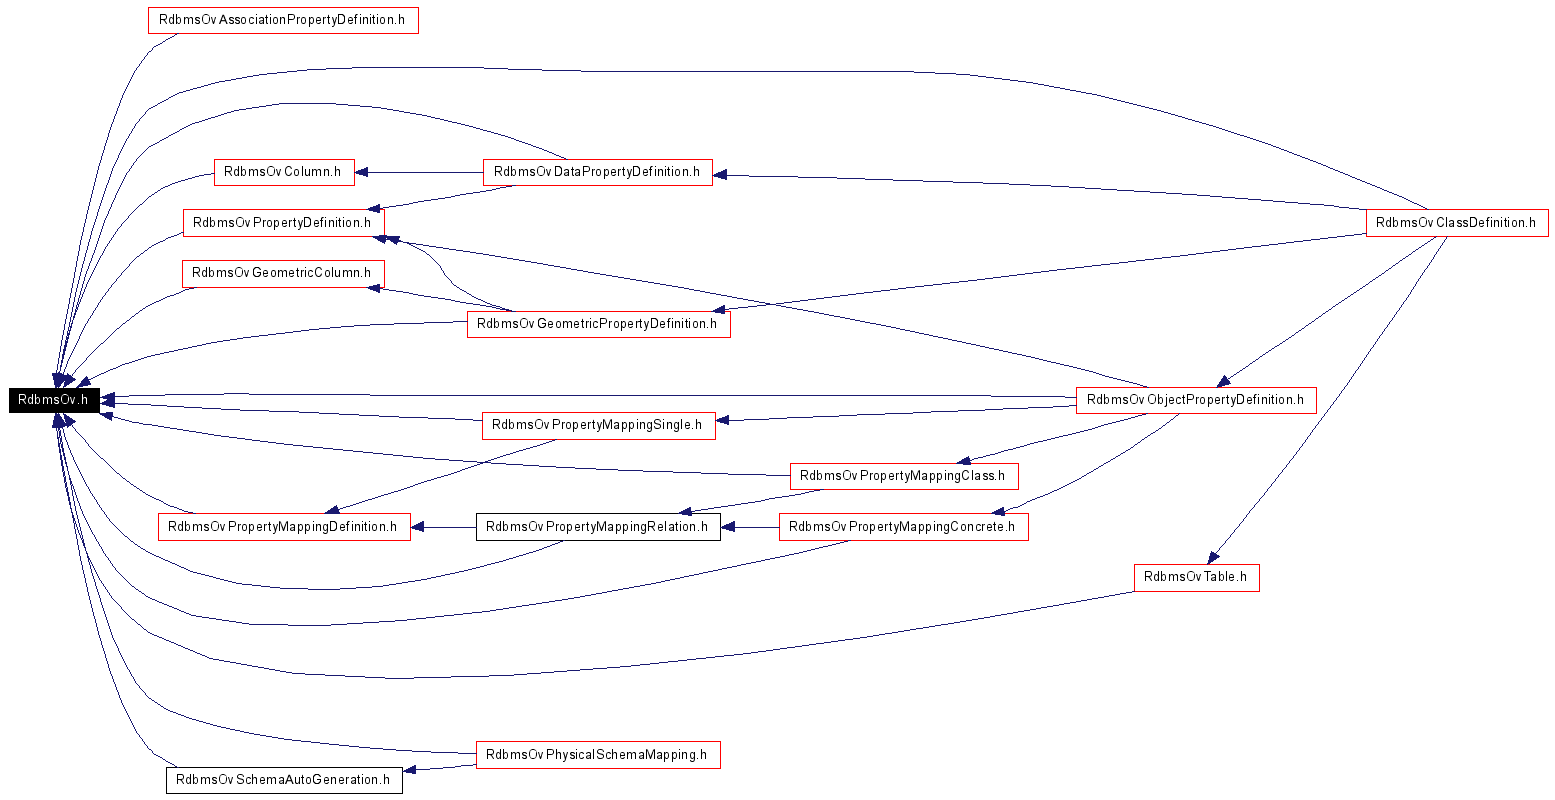 RdbmsOvAssociationPropertyDefinition.h
RdbmsOvColumn.h
RdbmsOvDataPropertyDefinition.h
RdbmsOvPropertyDefinition.h
RdbmsOvClassDefinition.h
RdbmsOvGeometricColumn.h
RdbmsOvGeometricPropertyDefinition.h
RdbmsOv.h
RdbmsOvObjectPropertyDefinition.h
RdbmsOvPropertyMappingSingle.h
RdbmsOvPropertyMappingClass.h
RdbmsOvPropertyMappingDefinition.h
RdbmsOvPropertyMappingRelation.h
RdbmsOvPropertyMappingConcrete.h
RdbmsOvTable.h
RdbmsOvPhysicalSchemaMapping.h
RdbmsOvSchemaAutoGeneration.h